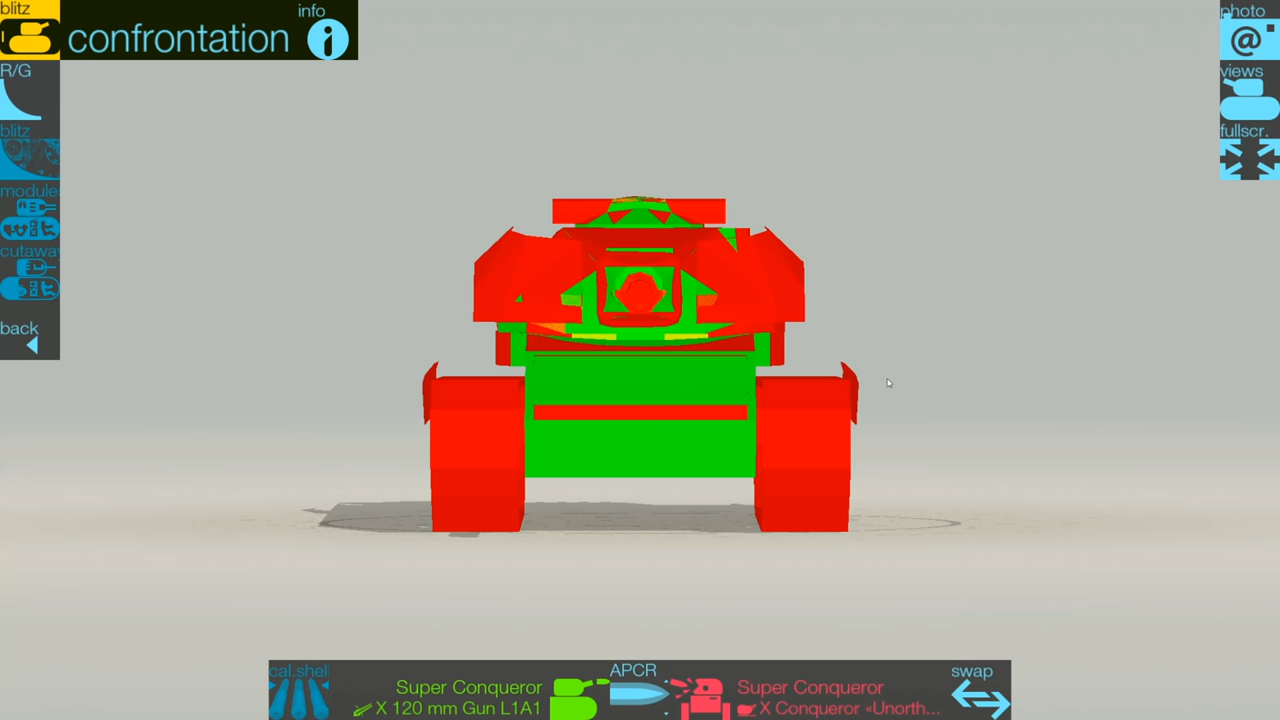 blitz
confrontation
info
i
R/G
blitz
module
cutaway
back
photo
@
views
fullscr.
cal.shell
Super Conqueror
X 120 mm Gun L1A1
APCR
Super Conqueror
X Conqueror «Unorth...
swap